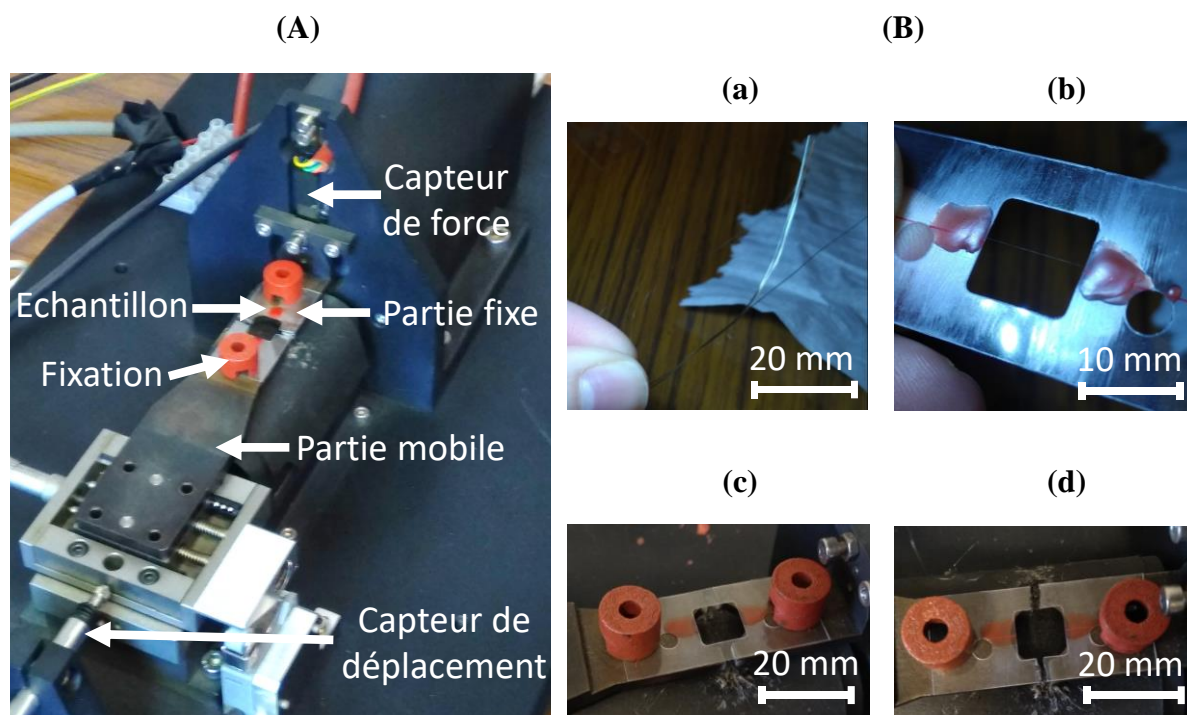 (A)
Capteur
de force
Echantillon
Partie fixe
Fixation
Partie mobile
Capteur de
déplacement
(B)
(a)
20 mm
(b)
10 mm
(c)
20 mm
(d)
20 mm